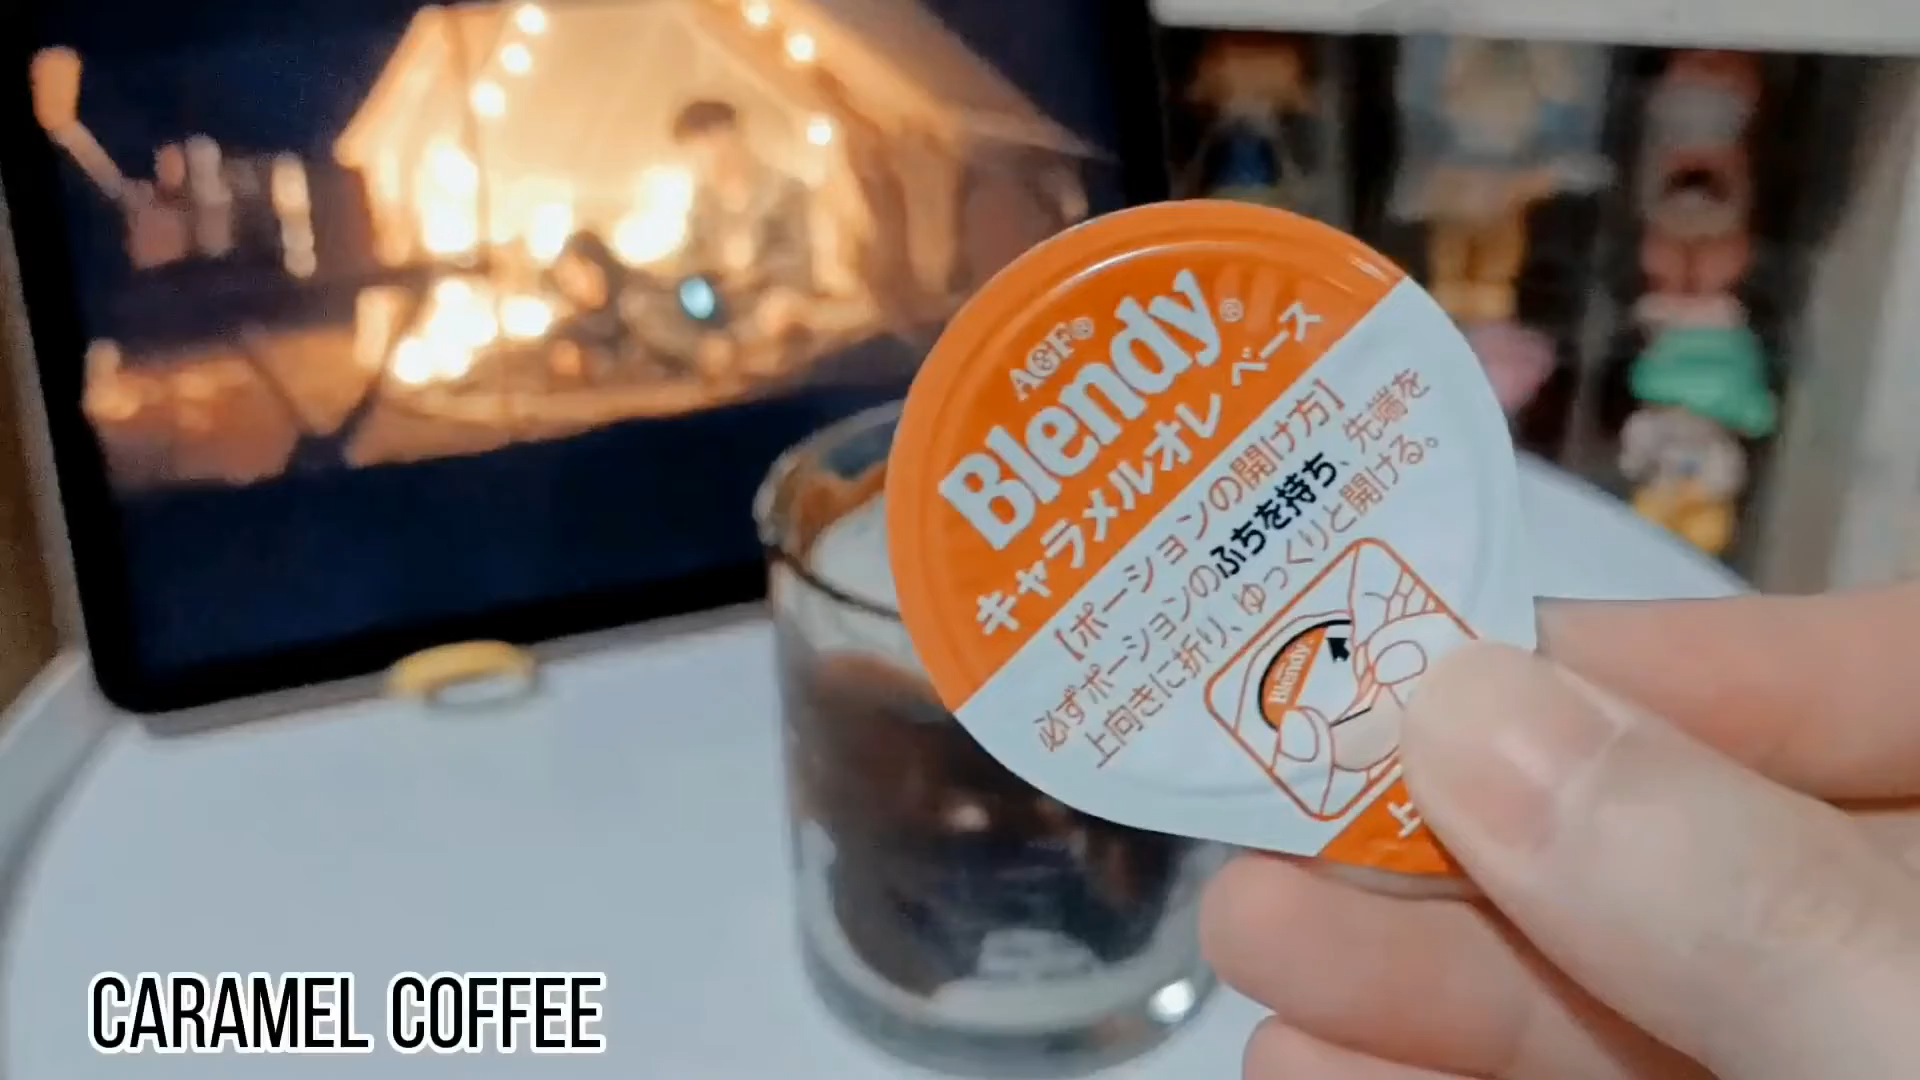 AGF®
Blendy®
キャラメルオレ ベース
【ポーションの開け方】
必ずポーションのふちを持ち、先端を
上向きに折り、ゆっくりと開ける。
Blendy
上
CARAMEL COFFEE